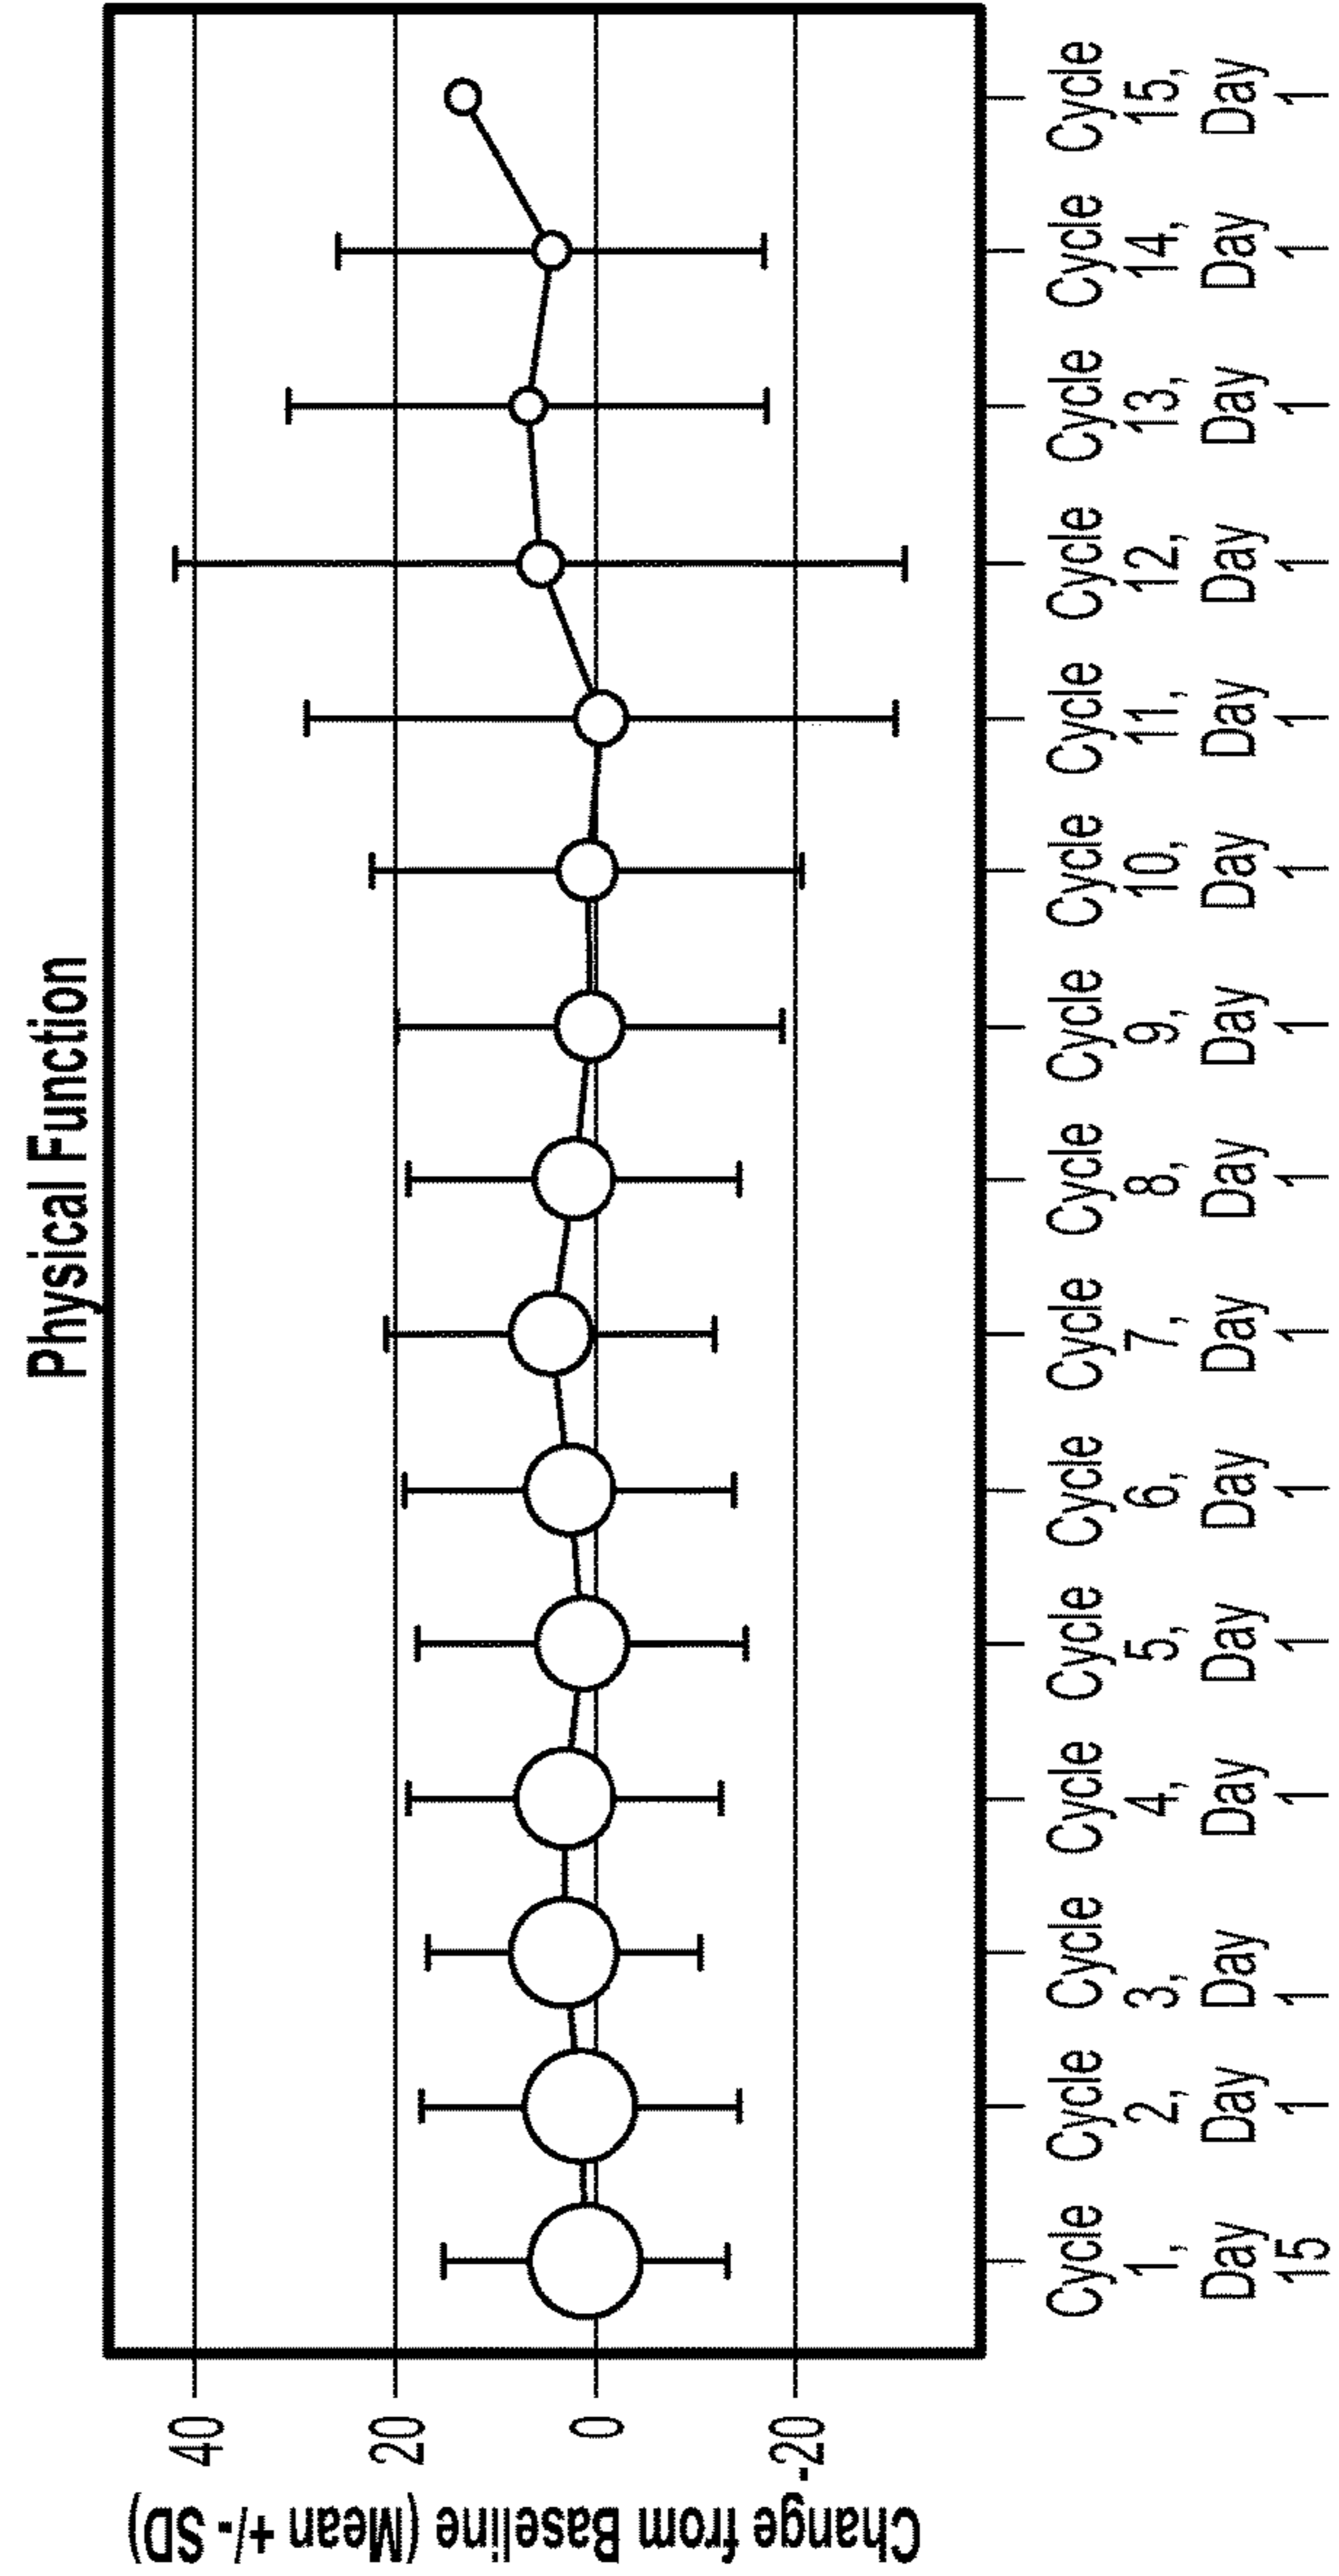 Physical Function
Change from Baseline (Mean +/- SD)
40
20
0
-20
Cycle
1,
Day
15
Cycle
2,
Day
1
Cycle
3,
Day
1
Cycle
4,
Day
1
Cycle
5,
Day
1
Cycle
6,
Day
1
Cycle
7,
Day
1
Cycle
8,
Day
1
Cycle
9,
Day
1
Cycle
10,
Day
1
Cycle
11,
Day
1
Cycle
12,
Day
1
Cycle
13,
Day
1
Cycle
14,
Day
1
Cycle
15,
Day
1